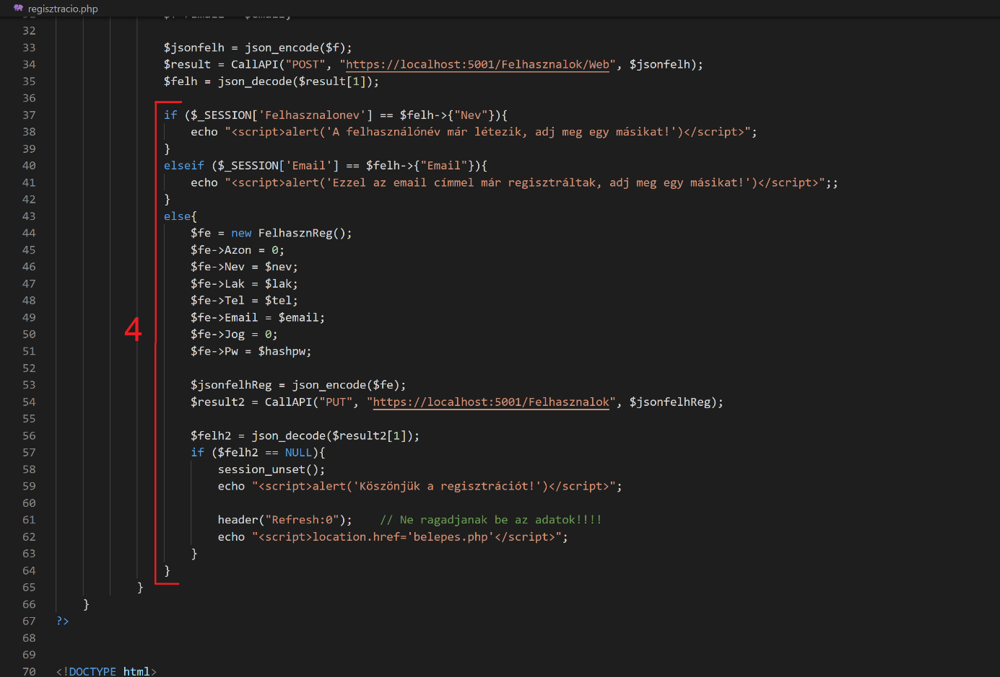 regisztracio.php
32
33 $jsonfelh = json_encode($f);
34 $result = CallAPI("POST", "https://localhost:5001/Felhasznalok/Web", $jsonfelh);
35 $felh = json_decode($result[1]);
36
37 if ($_SESSION['Felhasznalonev'] == $felh->{"Nev"}){
38 echo "<script>alert('A felhasználónév már létezik, adj meg egy másikat!')</script>";
39 }
40 elseif ($_SESSION['Email'] == $felh->{"Email"}){
41 echo "<script>alert('Ezzel az email címmel már regisztráltak, adj meg egy másikat!')</script>";;
42 }
43 else{
44 $fe = new FelhasznReg();
45 $fe->Azon = 0;
46 $fe->Nev = $nev;
47 $fe->Lak = $lak;
48 $fe->Tel = $tel;
49 $fe->Email = $email;
4
50 $fe->Jog = 0;
51 $fe->Pw = $hashpw;
52
53 $jsonfelhReg = json_encode($fe);
54 $result2 = CallAPI("PUT", "https://localhost:5001/Felhasznalok", $jsonfelhReg);
55
56 $felh2 = json_decode($result2[1]);
57 if ($felh2 == NULL){
58 session_unset();
59 echo "<script>alert('Köszönjük a regisztrációt!')</script>";
60
61 header("Refresh:0"); // Ne ragadjanak be az adatok!!!!
62 echo "<script>location.href='belepes.php'</script>";
63 }
64 }
65 }
66 }
67 ?>
68
69
70 <!DOCTYPE html>